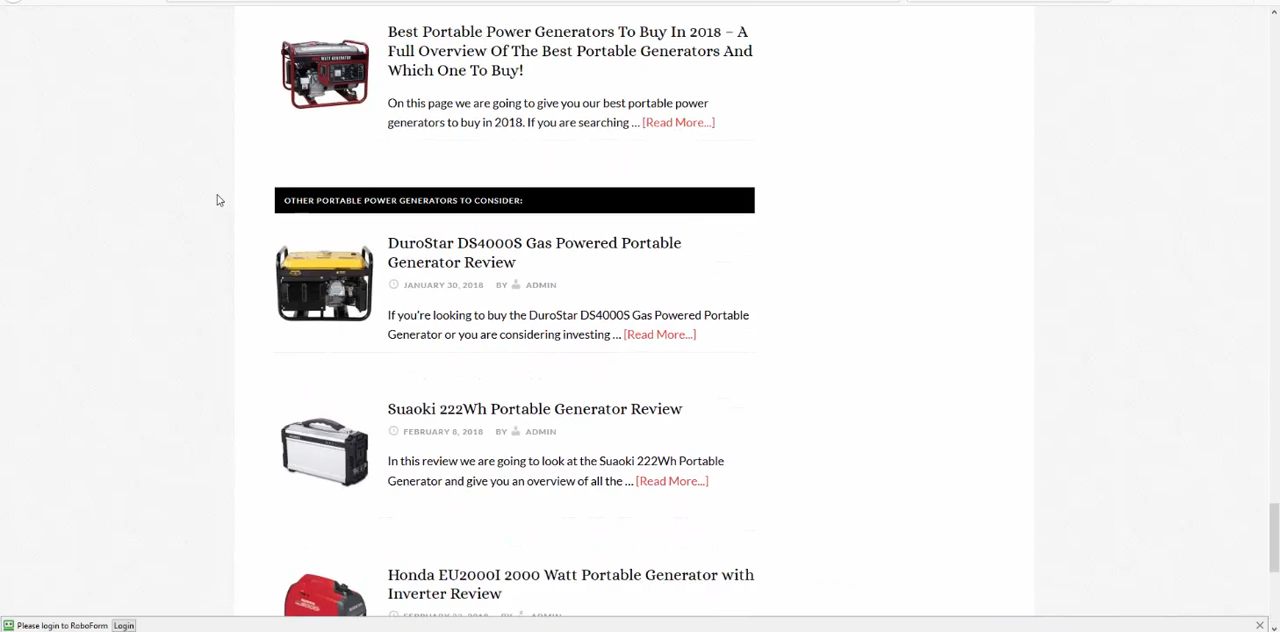 Best Portable Power Generators To Buy In 2018 – A
Full Overview Of The Best Portable Generators And
Which One To Buy!
On this page we are going to give you our best portable power
generators to buy in 2018. If you are searching ... [Read More...]
OTHER PORTABLE POWER GENERATORS TO CONSIDER:
DuroStar DS4000S Gas Powered Portable
Generator Review
JANUARY 30, 2018 BY ADMIN
If you're looking to buy the DuroStar DS4000S Gas Powered Portable
Generator or you are considering investing ... [Read More...]
Suaoki 222Wh Portable Generator Review
FEBRUARY 8, 2018 BY ADMIN
In this review we are going to look at the Suaoki 222Wh Portable
Generator and give you an overview of all the ... [Read More...]
Honda EU2000I 2000 Watt Portable Generator with
Inverter Review
Please login to RoboForm Login